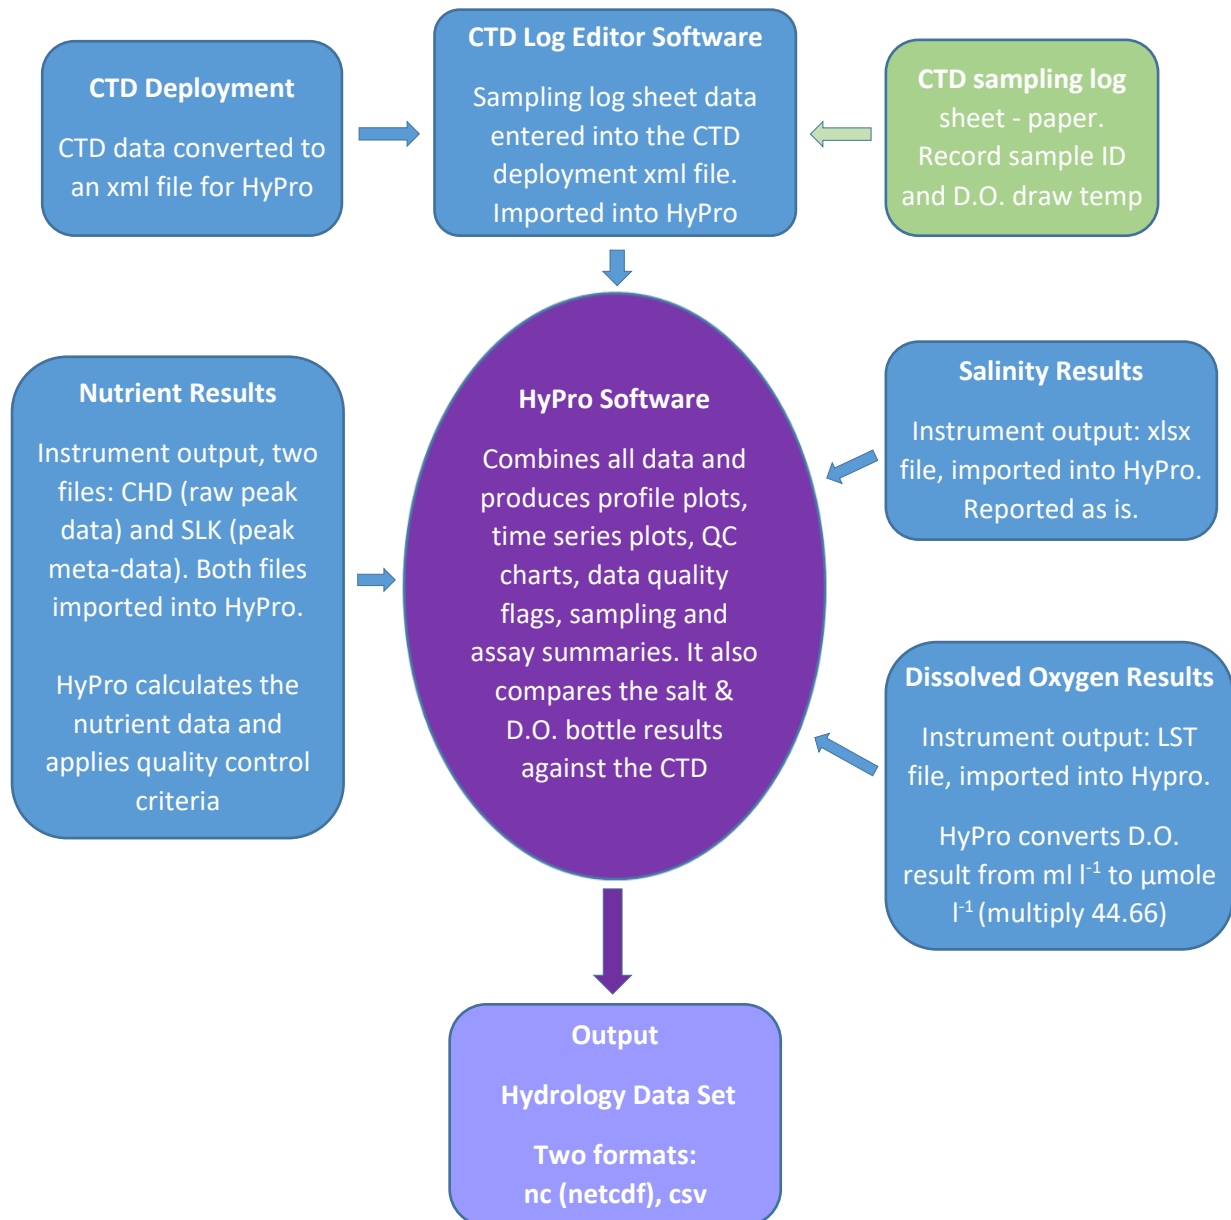 CTD Deployment
CTD data converted to
an xml file for HyPro
CTD Log Editor Software
Sampling log sheet data
entered into the CTD
deployment xml file.
Imported into HyPro
CTD sampling log
sheet - paper.
Record sample ID
and D.O. draw temp
Nutrient Results
Instrument output, two
files: CHD (raw peak
data) and SLK (peak
meta-data). Both files
imported into HyPro.
HyPro calculates the
nutrient data and
applies quality control
criteria
HyPro Software
Combines all data and
produces profile plots,
time series plots, QC
charts, data quality
flags, sampling and
assay summaries. It also
compares the salt &
D.O. bottle results
against the CTD
Salinity Results
Instrument output: xlsx
file, imported into HyPro.
Reported as is.
Dissolved Oxygen Results
Instrument output: LST
file, imported into Hypro.
HyPro converts D.O.
result from ml l⁻¹ to µmole
l⁻¹ (multiply 44.66)
Output
Hydrology Data Set
Two formats:
nc (netcdf), csv